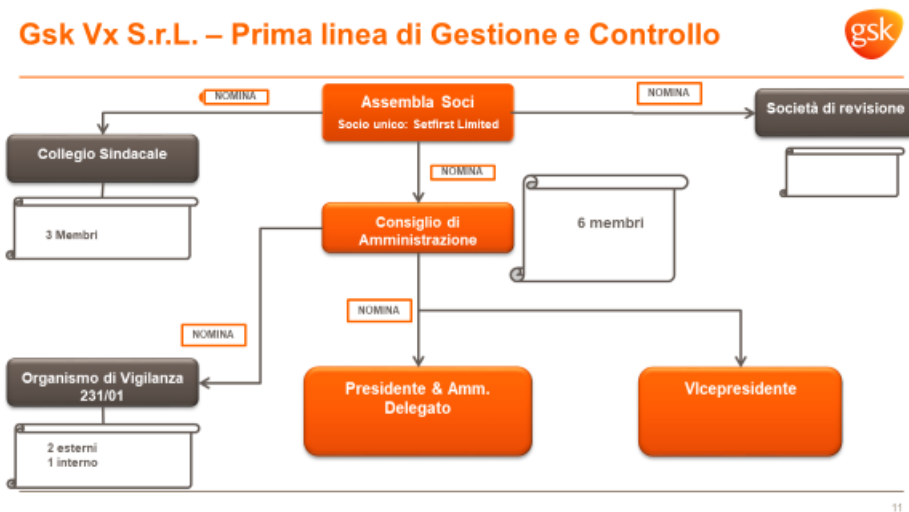 Gsk Vx S.r.L. – Prima linea di Gestione e Controllo
gsk
NOMINA
Assembla Soci
Socio unico: Setfirst Limited
NOMINA
Società di revisione
Collegio Sindacale
3 Membri
NOMINA
Consiglio di
Amministrazione
6 membri
NOMINA
NOMINA
Organismo di Vigilanza
231/01
2 esterni
1 interno
Presidente & Amm.
Delegato
VIcepresidente
11